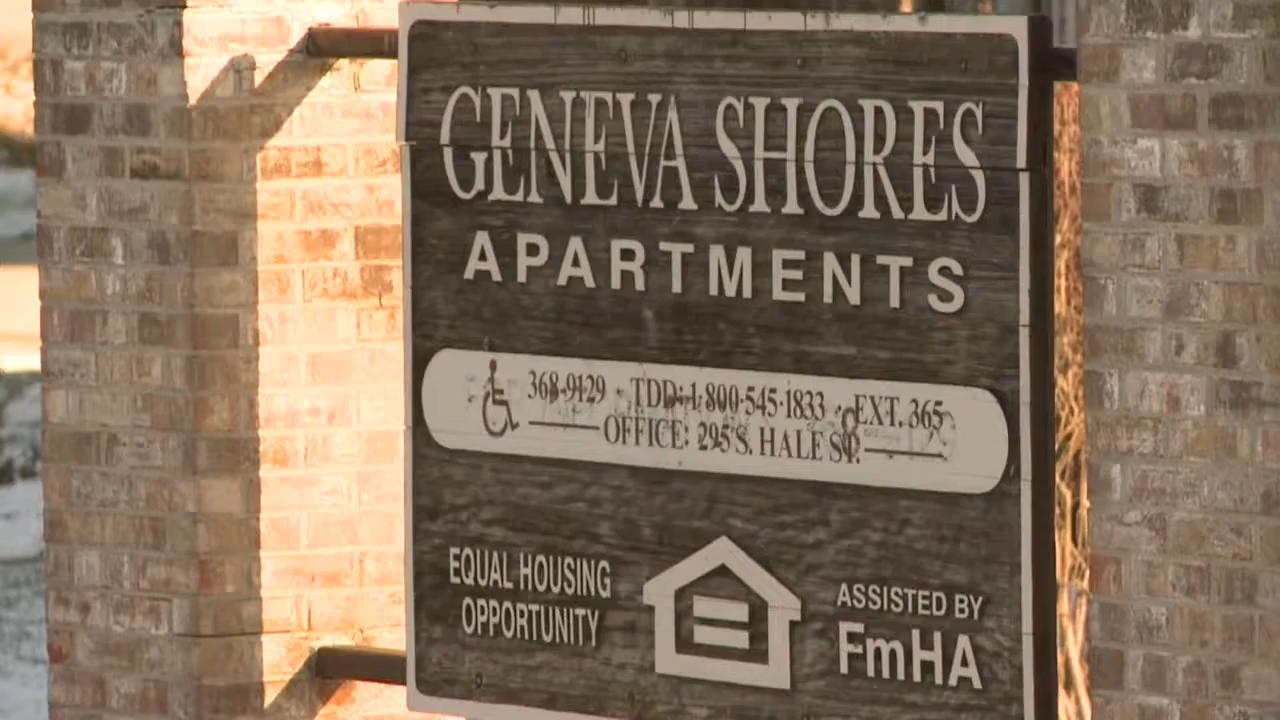 GENEVA SHORES
APARTMENTS
368-9129 · TDD: 1-800-545-1833 · EXT. 365
OFFICE: 295 S. HALE ST.
EQUAL HOUSING
OPPORTUNITY
ASSISTED BY
FmHA